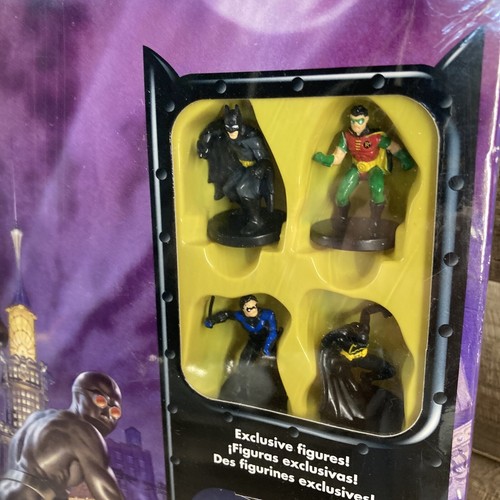 Exclusive figures!
¡Figuras exclusivas!
Des figurines exclusives!